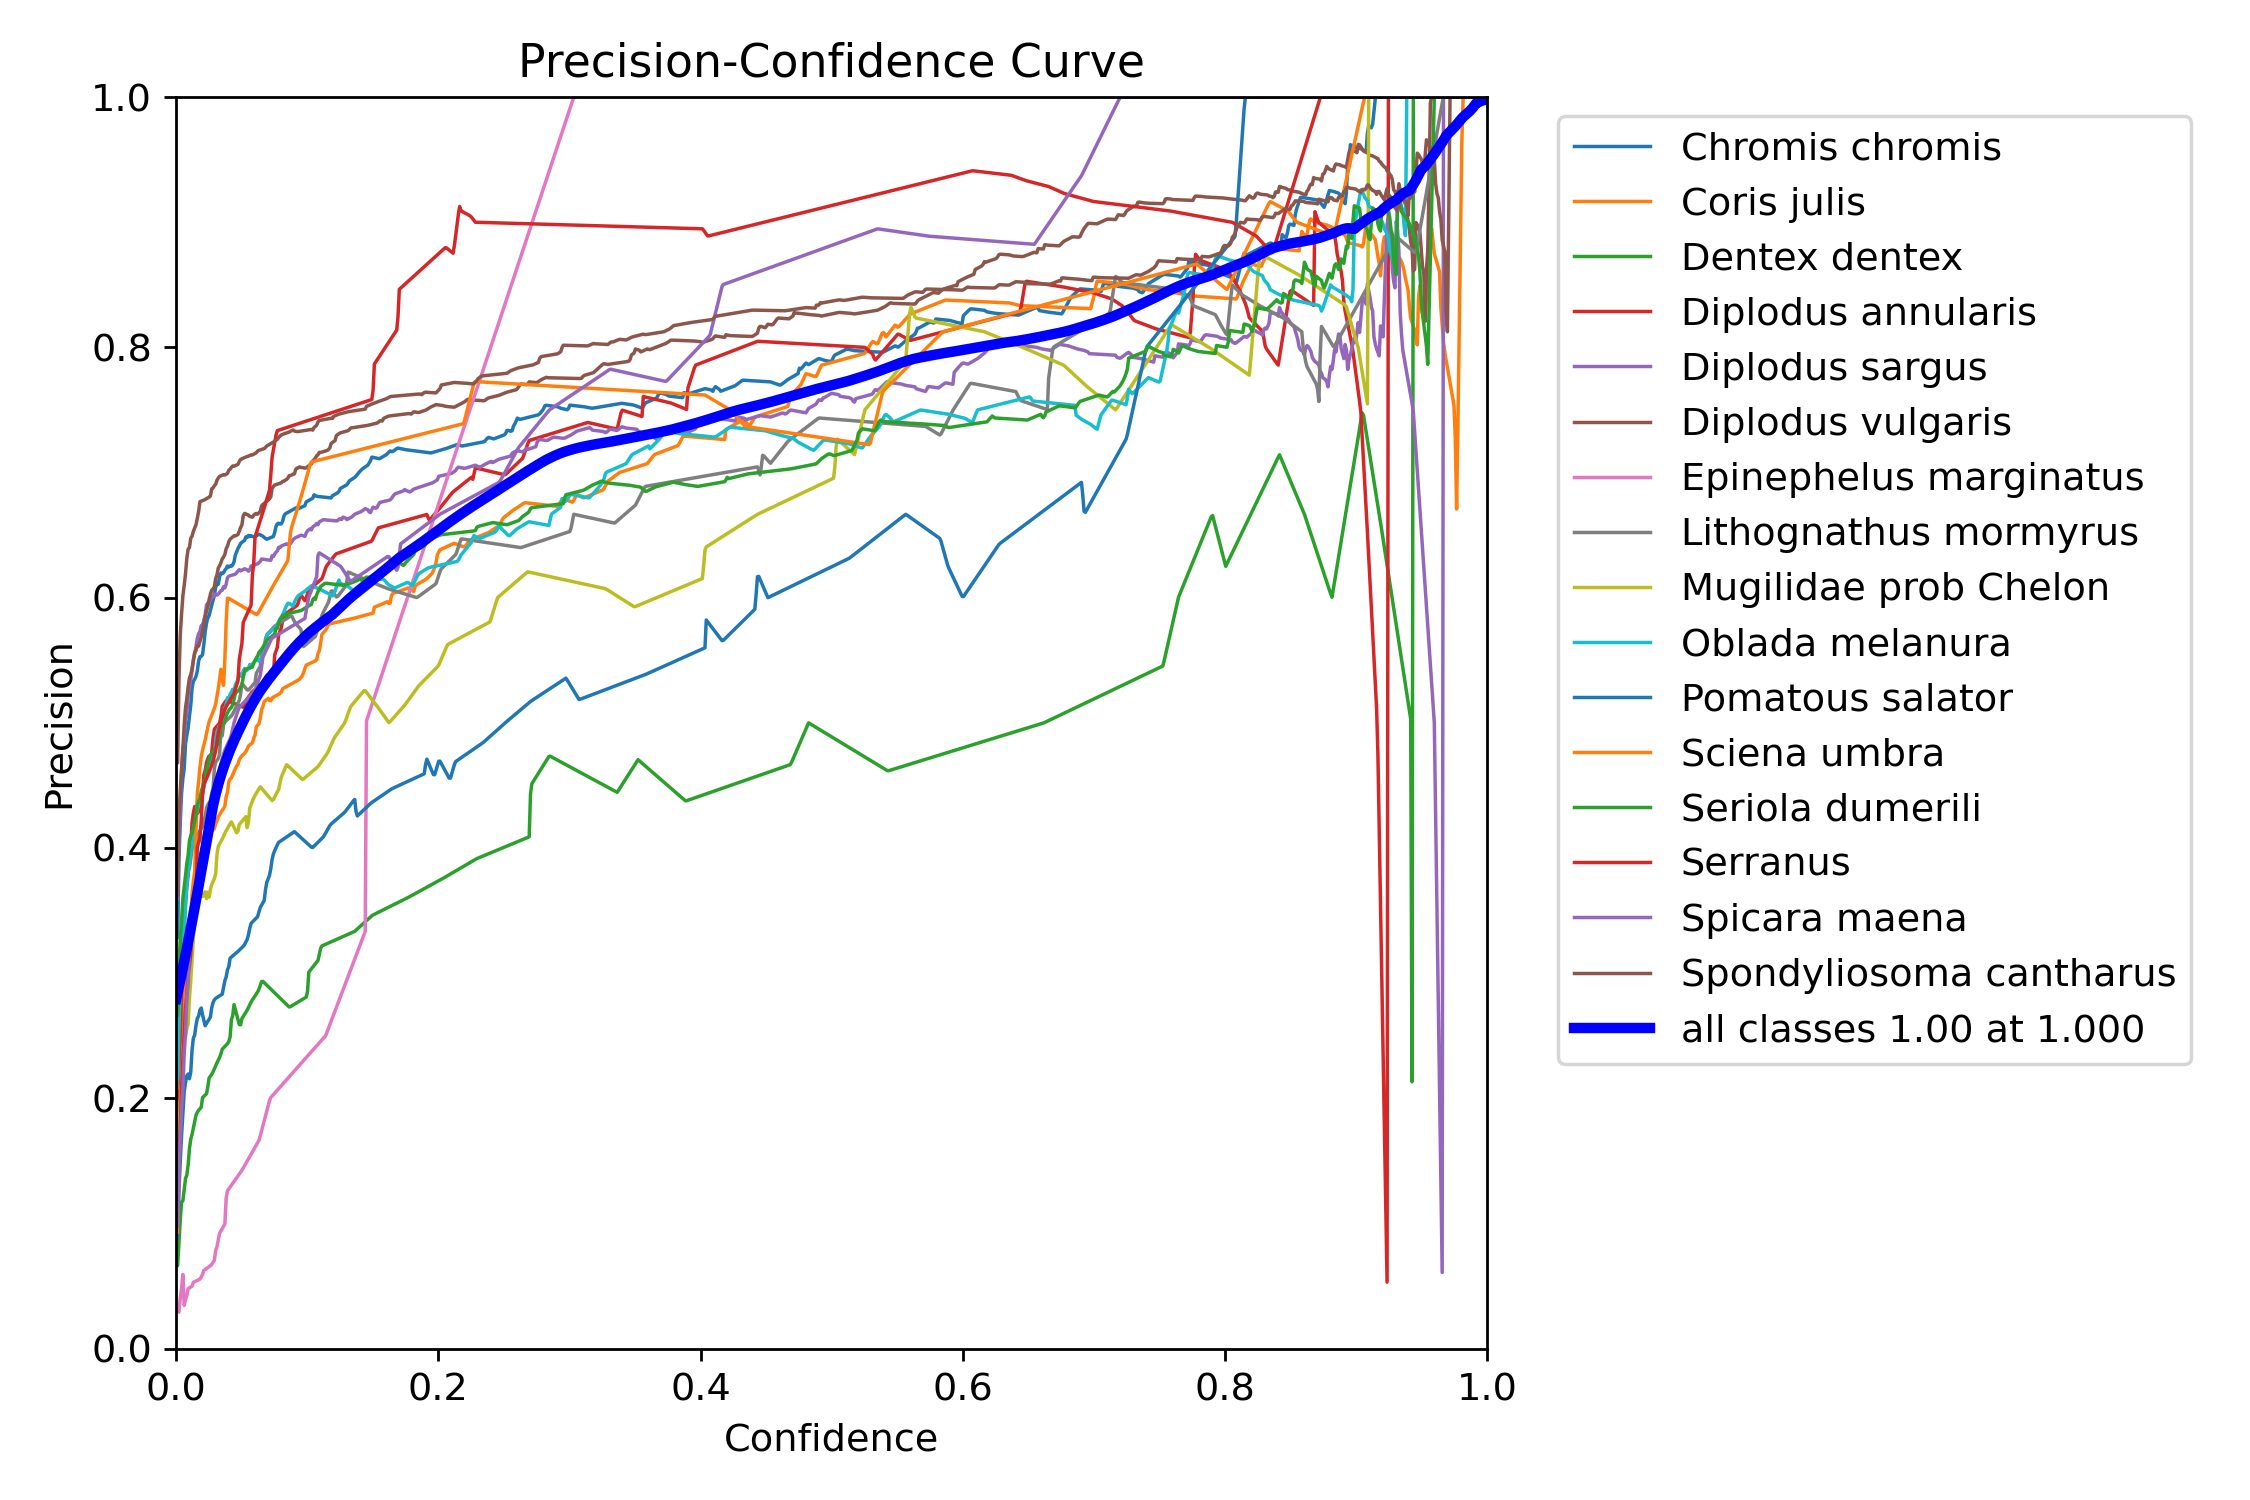 Precision-Confidence Curve
1.0
0.8
0.6
0.4
0.2
0.0
Precision
0.0 0.2 0.4 0.6 0.8 1.0
Confidence
Chromis chromis
Coris julis
Dentex dentex
Diplodus annularis
Diplodus sargus
Diplodus vulgaris
Epinephelus marginatus
Lithognathus mormyrus
Mugilidae prob Chelon
Oblada melanura
Pomatous salator
Sciena umbra
Seriola dumerili
Serranus
Spicara maena
Spondyliosoma cantharus
all classes 1.00 at 1.000